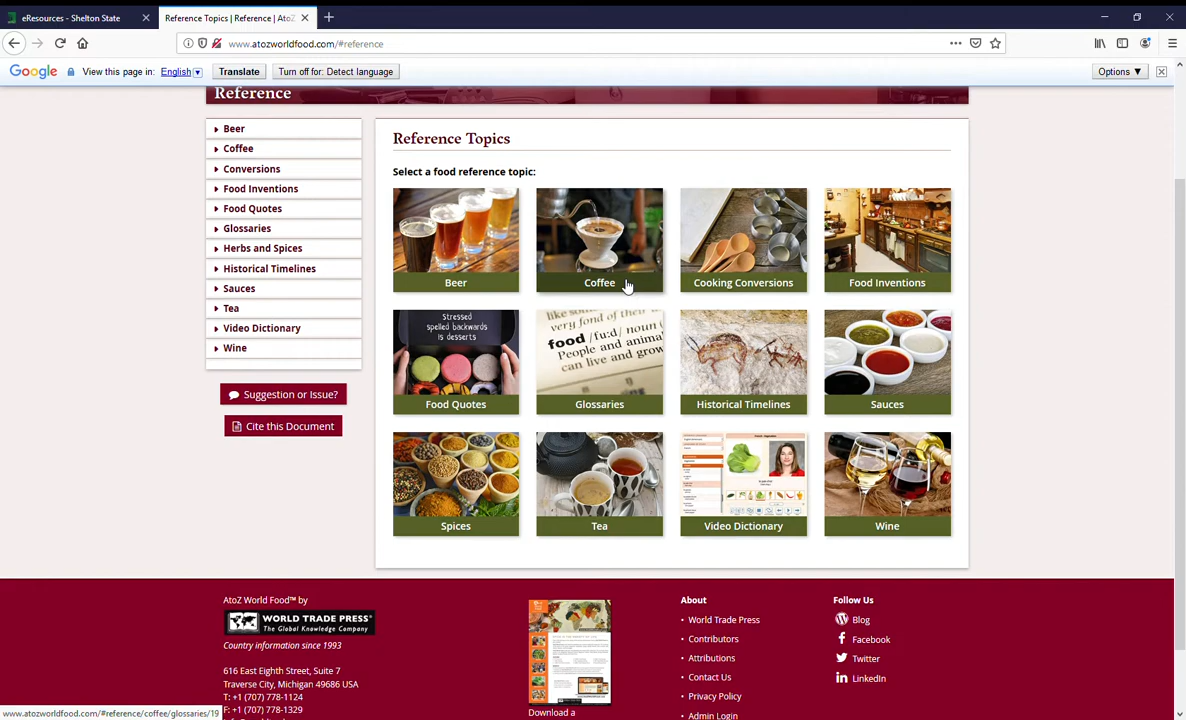 eResources - Shelton State
Reference Topics | Reference | AtoZ
www.atozworldfood.com/#reference
Google
View this page in: English
Translate
Turn off for: Detect language
Options ▼
Reference
Beer
Coffee
Conversions
Food Inventions
Food Quotes
Glossaries
Herbs and Spices
Historical Timelines
Sauces
Tea
Video Dictionary
Wine
Suggestion or Issue?
Cite this Document
Reference Topics
Select a food reference topic:
Beer
Coffee
Cooking Conversions
Food Inventions
Stressed
spelled backwards
is desserts
very fond of
food /fu:d/ noun
People and anima
can live and grow
Food Quotes
Glossaries
Historical Timelines
Sauces
Spices
Tea
Video Dictionary
Wine
AtoZ World Food™ by
WORLD TRADE PRESS®
The Global Knowledge Company
Country information since 1993
616 East Eighth Street, Suite 7
Traverse City, Michigan 49686 USA
T: +1 (707) 778-1124
F: +1 (707) 778-1329
Download a
About
• World Trade Press
• Contributors
• Attributions
• Contact Us
• Privacy Policy
• Admin Login
Follow Us
Blog
Facebook
Twitter
LinkedIn
www.atozworldfood.com/#reference/coffee/glossaries/19